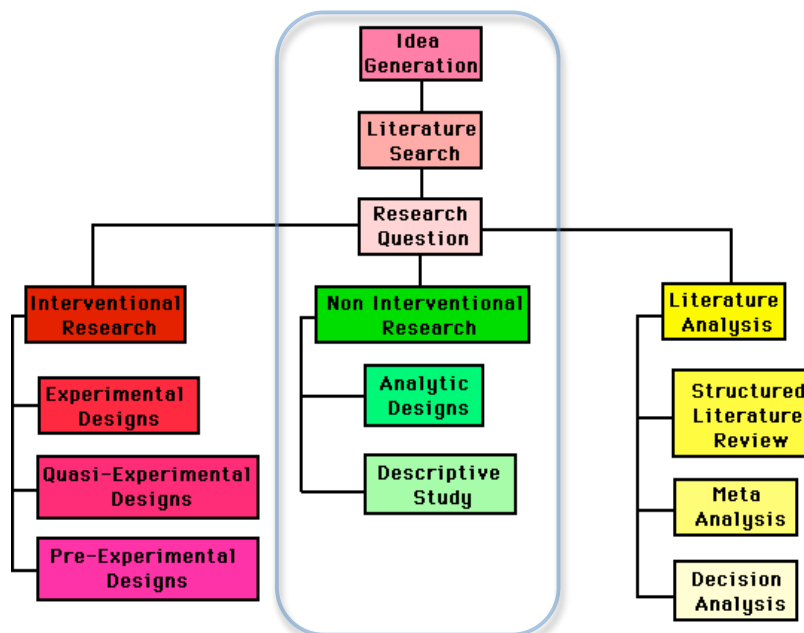 Idea
Generation
Literature
Search
Research
Question
Interventional
Research
Non Interventional
Research
Literature
Analysis
Experimental
Designs
Analytic
Designs
Structured
Literature
Review
Quasi-Experimental
Designs
Descriptive
Study
Meta
Analysis
Pre-Experimental
Designs
Decision
Analysis